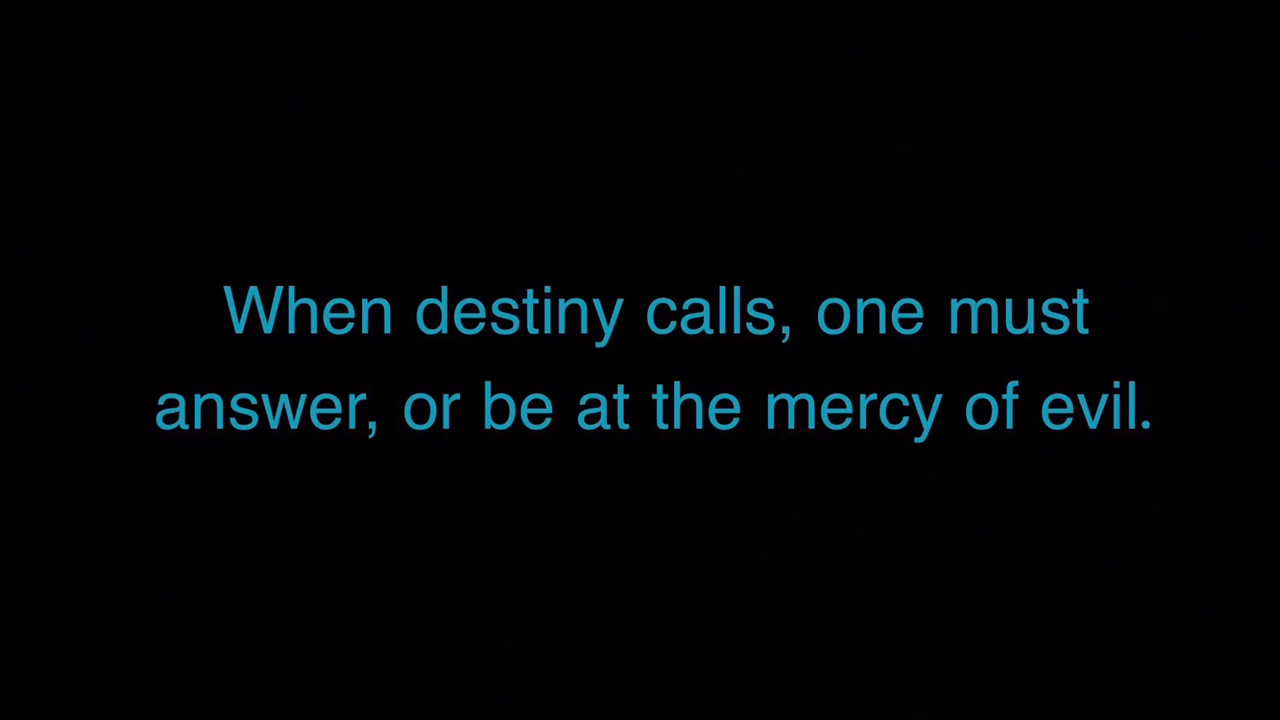 When destiny calls, one must
answer, or be at the mercy of evil.